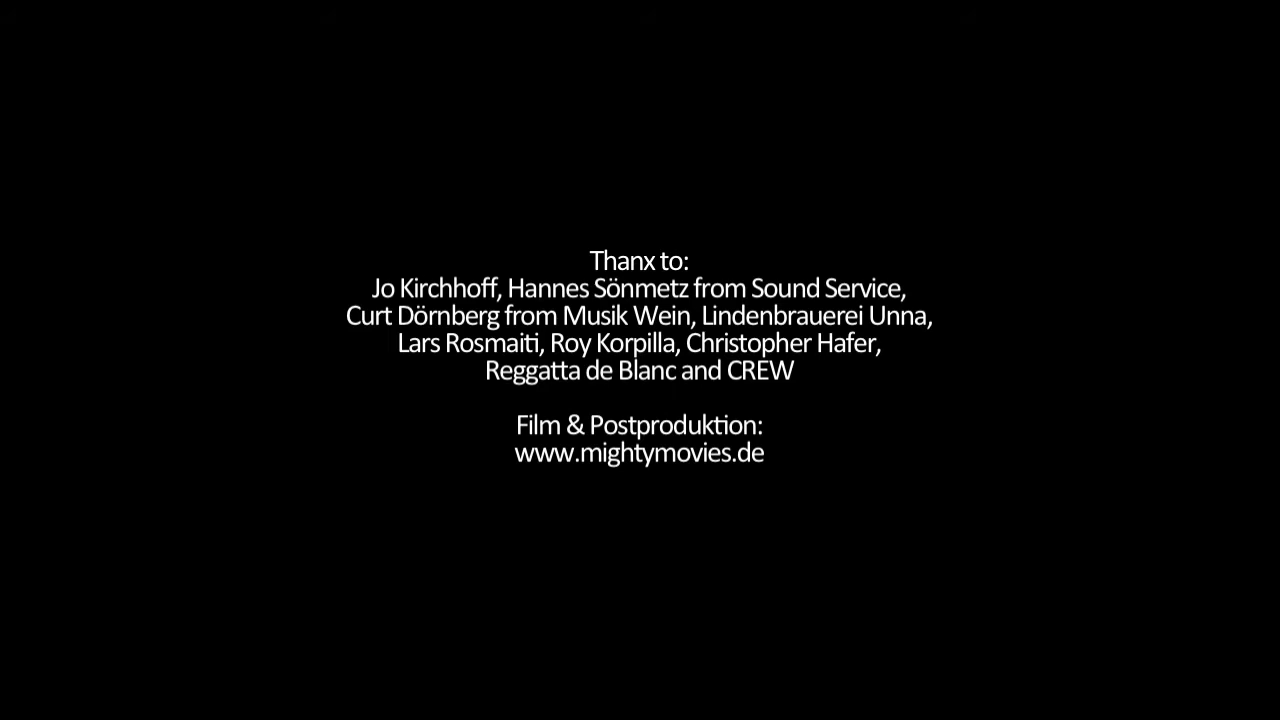 Thanx to:
Jo Kirchhoff, Hannes Sönmetz from Sound Service,
Curt Dörnberg from Musik Wein, Lindenbrauerei Unna,
Lars Rosmaiti, Roy Korpilla, Christopher Hafer,
Reggatta de Blanc and CREW
Film & Postproduktion:
www.mightymovies.de